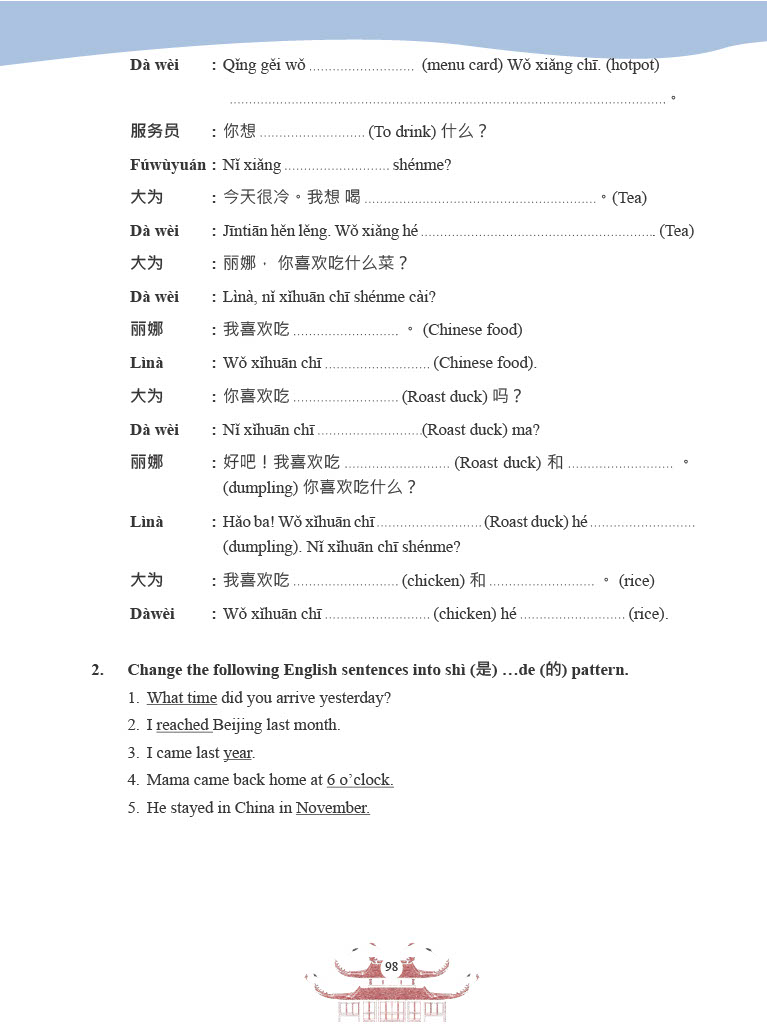 Dà wèi : Qǐng gěi wǒ ........................... (menu card) Wǒ xiǎng chī. (hotpot)
................................................................................................................ 。
服务员 : 你想 ........................... (To drink) 什么？
Fúwùyuán : Nǐ xiǎng ........................... shénme?
大为 : 今天很冷。我想 喝 ............................................................ 。(Tea)
Dà wèi : Jīntiān hěn lěng. Wǒ xiǎng hé ............................................................. (Tea)
大为 : 丽娜， 你喜欢吃什么菜？
Dà wèi : Lìnà, nǐ xǐhuān chī shénme cài?
丽娜 : 我喜欢吃 ........................... 。 (Chinese food)
Lìnà : Wǒ xǐhuān chī ........................... (Chinese food).
大为 : 你喜欢吃 ........................... (Roast duck) 吗？
Dà wèi : Nǐ xǐhuān chī ...........................(Roast duck) ma?
丽娜 : 好吧！我喜欢吃 ........................... (Roast duck) 和 ........................... 。
(dumpling) 你喜欢吃什么？
Lìnà : Hǎo ba! Wǒ xǐhuān chī ........................... (Roast duck) hé ...........................
(dumpling). Nǐ xǐhuān chī shénme?
大为 : 我喜欢吃 ........................... (chicken) 和 ........................... 。 (rice)
Dàwèi : Wǒ xǐhuān chī ........................... (chicken) hé ........................... (rice).
2. Change the following English sentences into shì (是) …de (的) pattern.
1. What time did you arrive yesterday?
2. I reached Beijing last month.
3. I came last year.
4. Mama came back home at 6 o’clock.
5. He stayed in China in November.
98